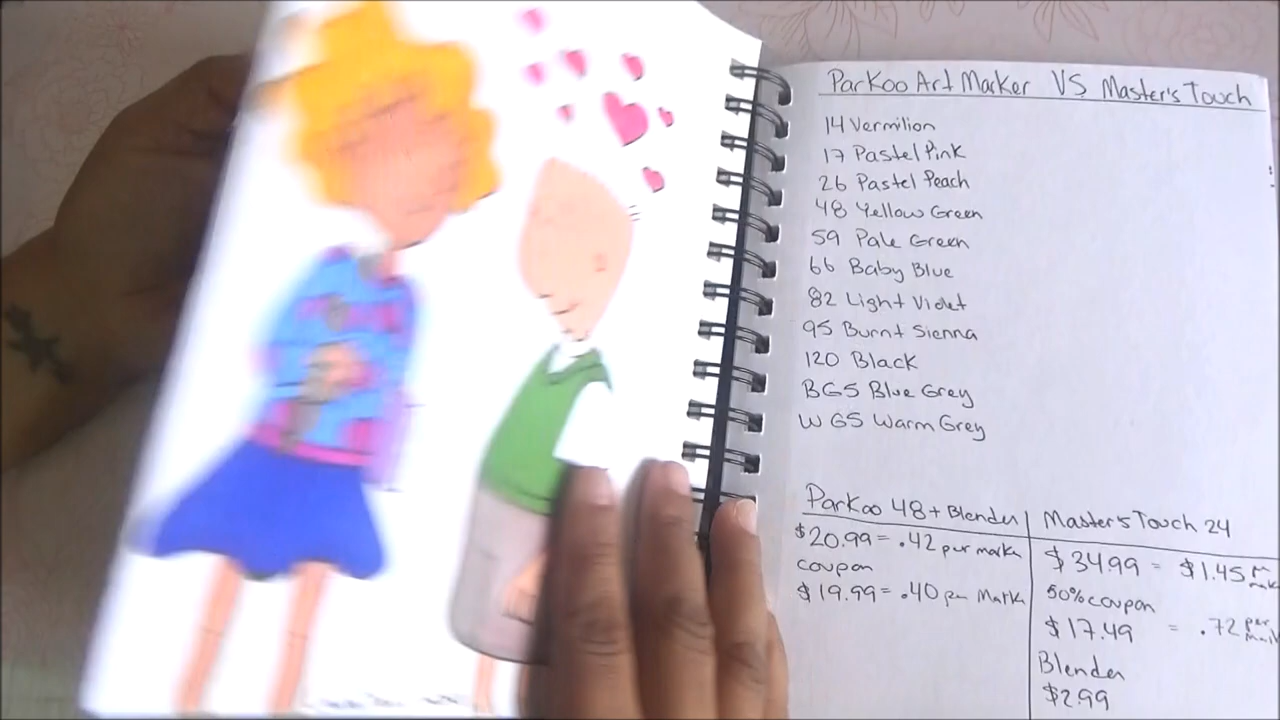 ParKoo Art Marker VS Master's Touch
14 Vermilion
17 Pastel Pink
26 Pastel Peach
48 Yellow Green
59 Pale Green
66 Baby Blue
82 Light Violet
95 Burnt Sienna
120 Black
BG5 Blue Grey
WG5 Warm Grey
ParKoo 48 + Blender
$20.99 = .42 per marker
coupon
$19.99 = .40 per Marker
Master's Touch 24
$34.99 = $1.45
50% coupon
$17.49 = .72 per
Blender
$2.99